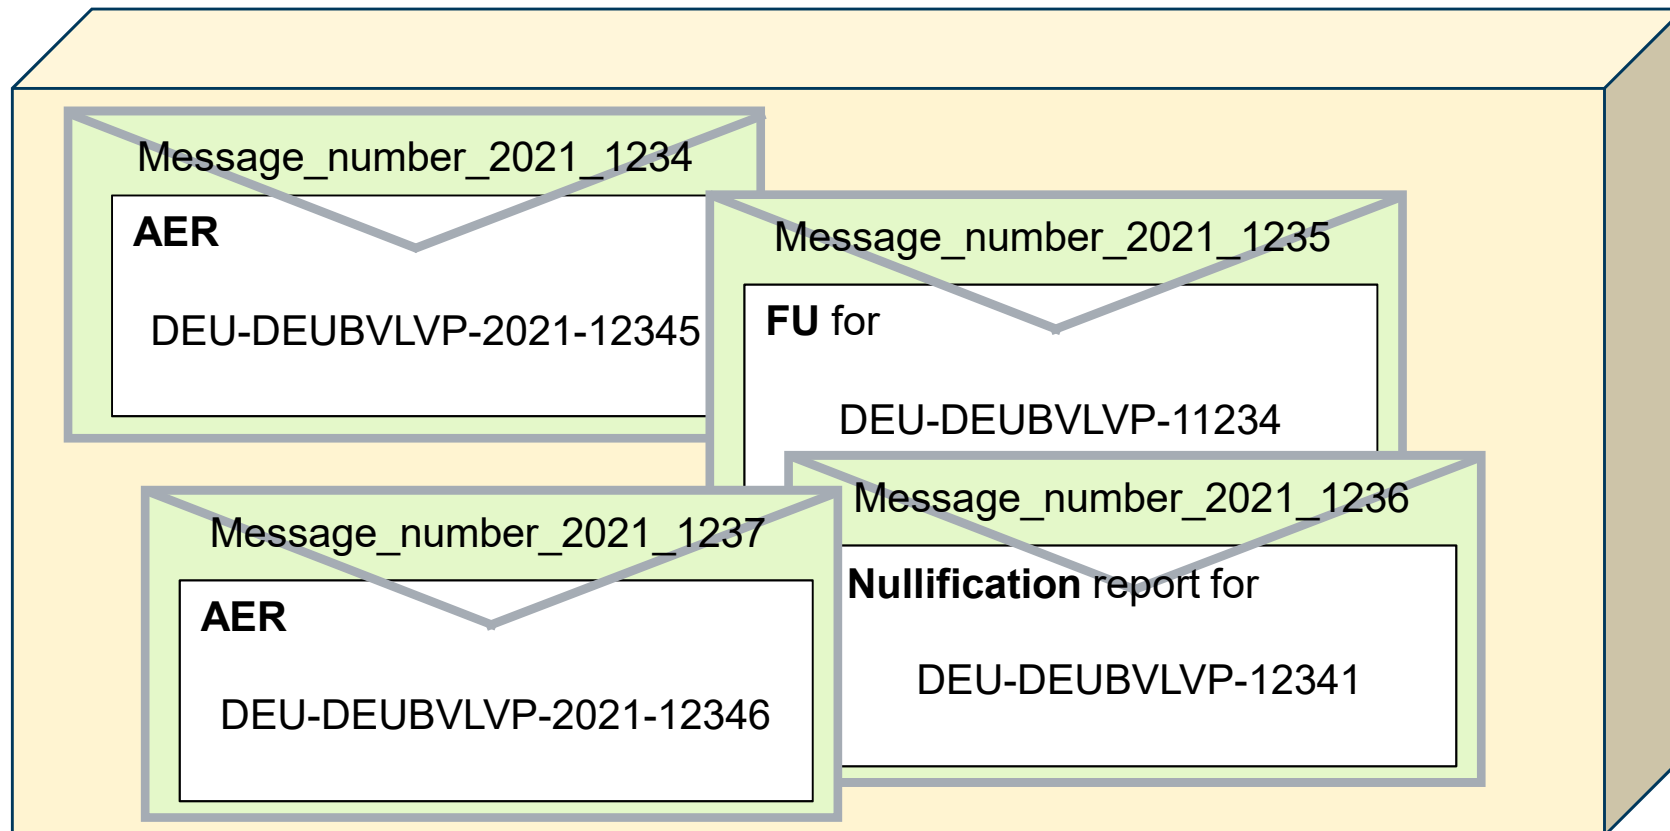 Message_number_2021_1234
AER
DEU-DEUBVLVP-2021-12345
Message_number_2021_1235
FU for
DEU-DEUBVLVP-11234
Message_number_2021_1236
Nullification report for
DEU-DEUBVLVP-12341
Message_number_2021_1237
AER
DEU-DEUBVLVP-2021-12346